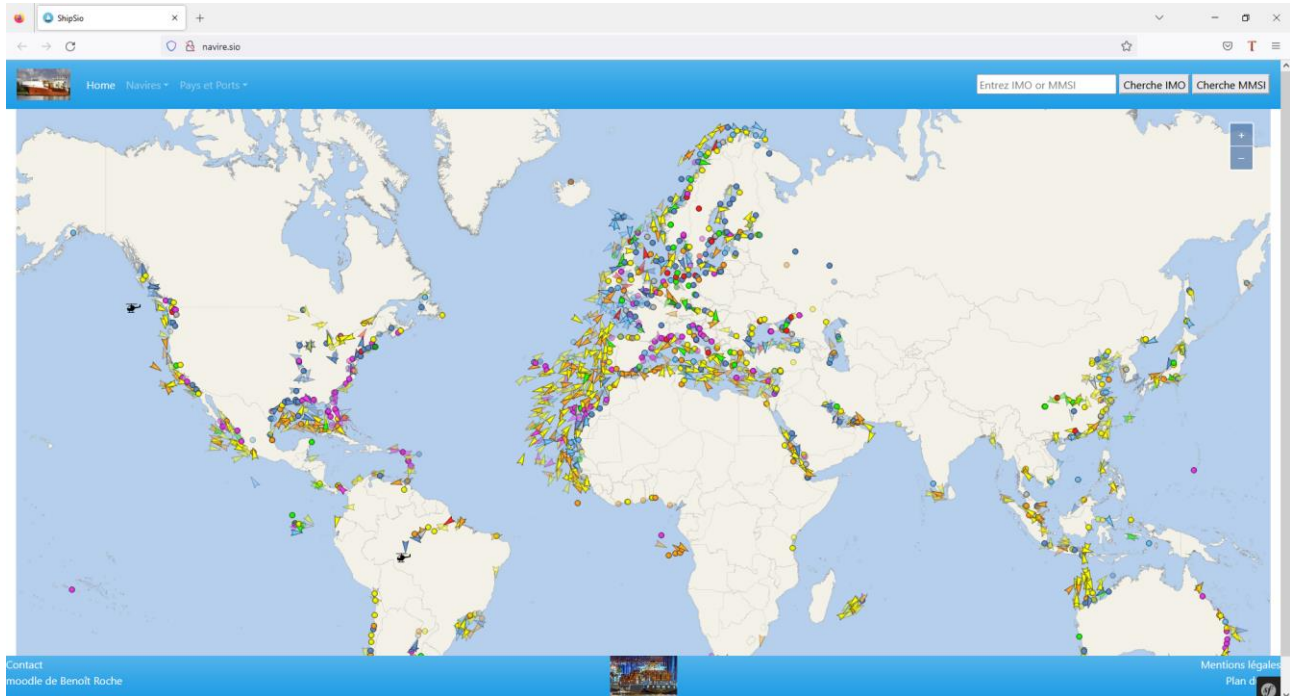 ShipSio
navire.sio
Home Navires Pays et Ports
Entrez IMO or MMSI Cherche IMO Cherche MMSI
+
−
Contact
moodle de Benoît Roche
Mentions légales
Plan d
sf